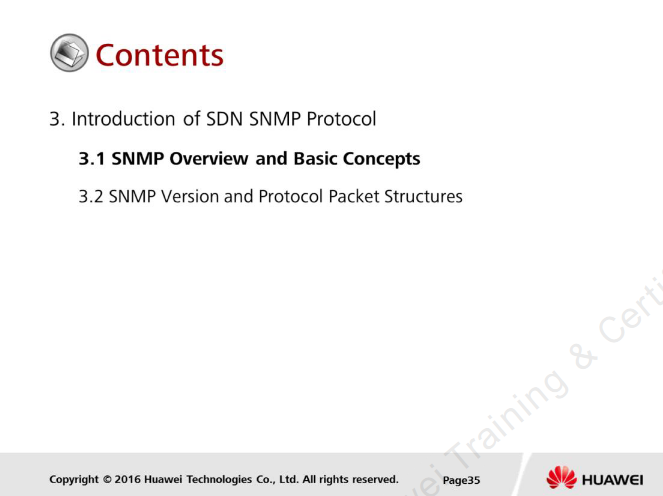 Contents
3. Introduction of SDN SNMP Protocol
3.1 SNMP Overview and Basic Concepts
3.2 SNMP Version and Protocol Packet Structures
Training &
Copyright © 2016 Huawei Technologies Co., Ltd. All rights reserved.
Page35
HUAWEI